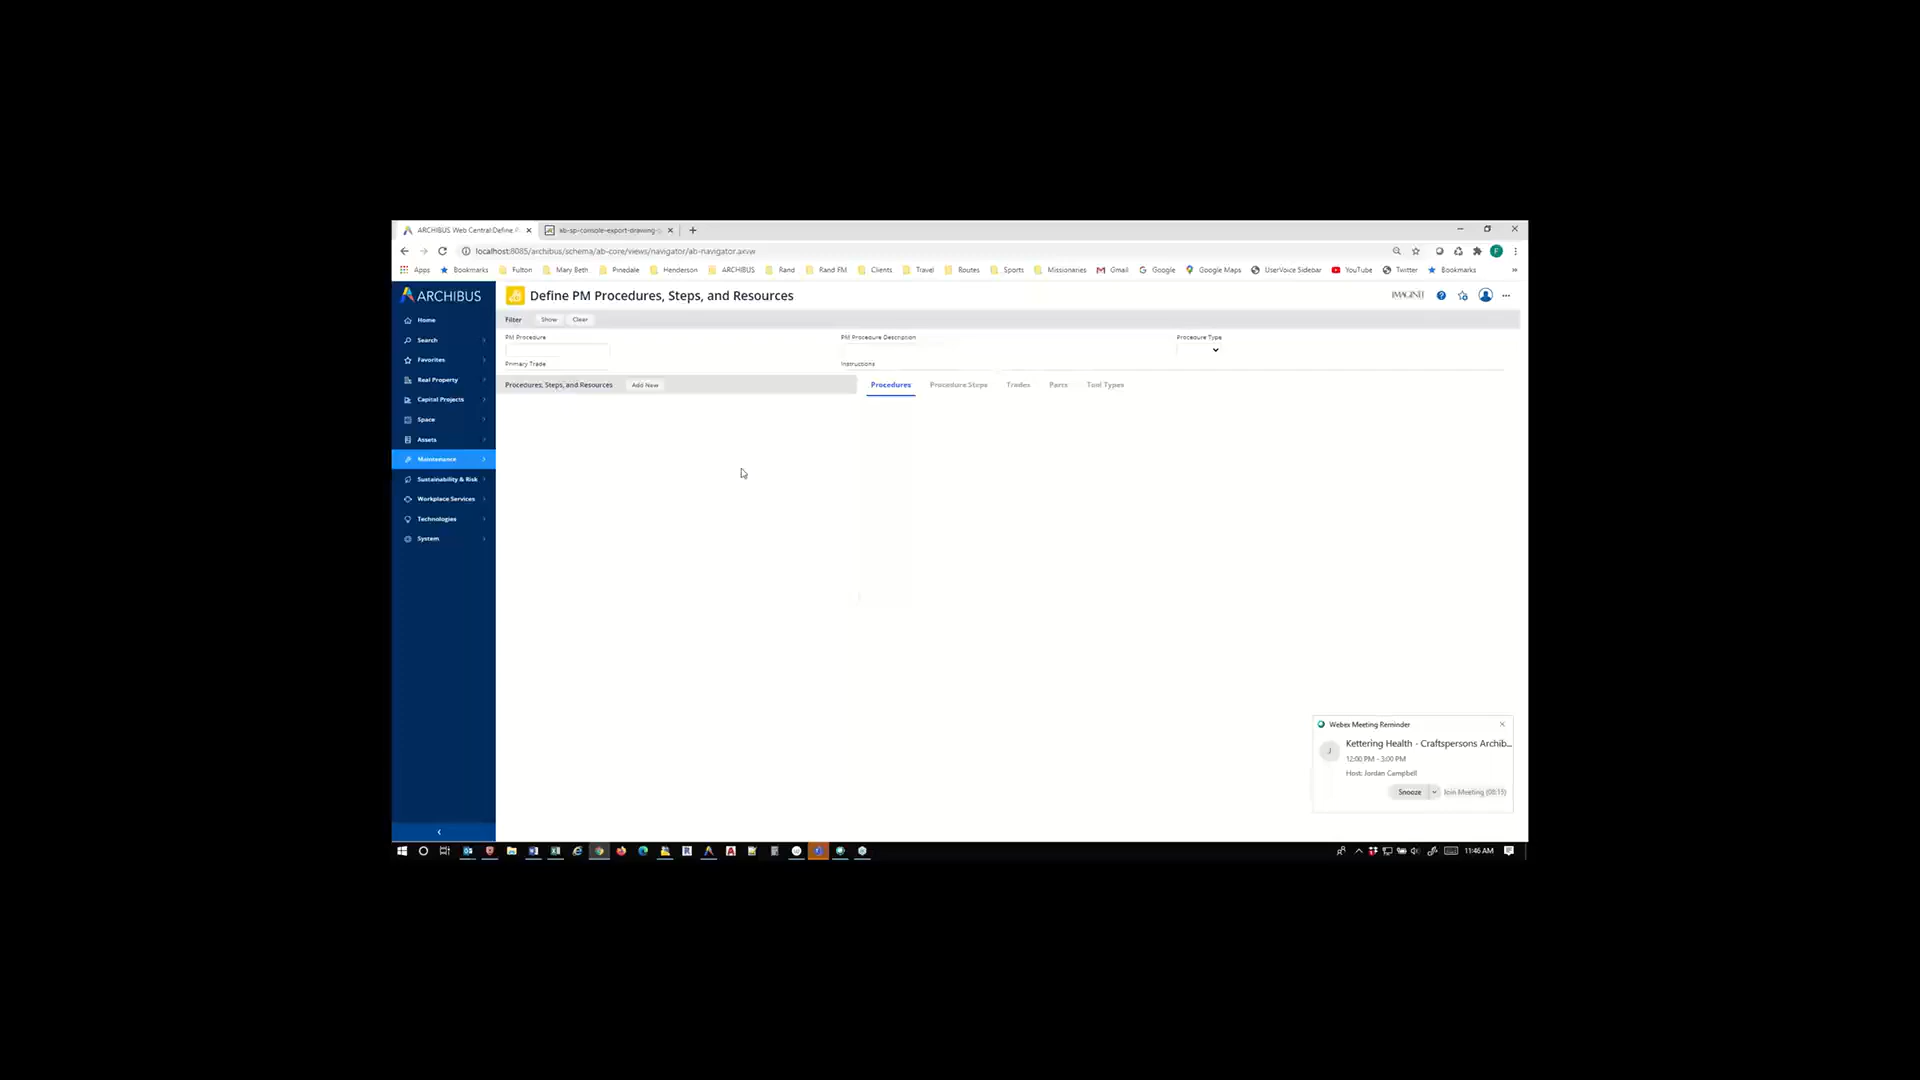 ARCHIBUS Web Central:Define P
ab-sp-console-export-drawing-s
localhost:8085/archibus/schema/ab-core/views/navigator/ab-navigator.axvw
Apps Bookmarks Fulton Mary Beth Pinedale Henderson ARCHIBUS Rand Rand FM Clients Travel Routes Sports Missionaries Gmail Google Google Maps UserVoice Sidebar YouTube Twitter Bookmarks
ARCHIBUS
Define PM Procedures, Steps, and Resources
IMAGINiT
Home
Search
Favorites
Real Property
Capital Projects
Space
Assets
Maintenance
Sustainability & Risk
Workplace Services
Technologies
System
Filter Show Clear
PM Procedure
PM Procedure Description
Procedure Type
Primary Trade
Instructions
Procedures, Steps, and Resources Add New
Procedures Procedure Steps Trades Parts Tool Types
Webex Meeting Reminder
J
Kettering Health - Craftspersons Archib...
12:00 PM - 3:00 PM
Host: Jordan Campbell
Snooze
Join Meeting (00:15)
11:46 AM